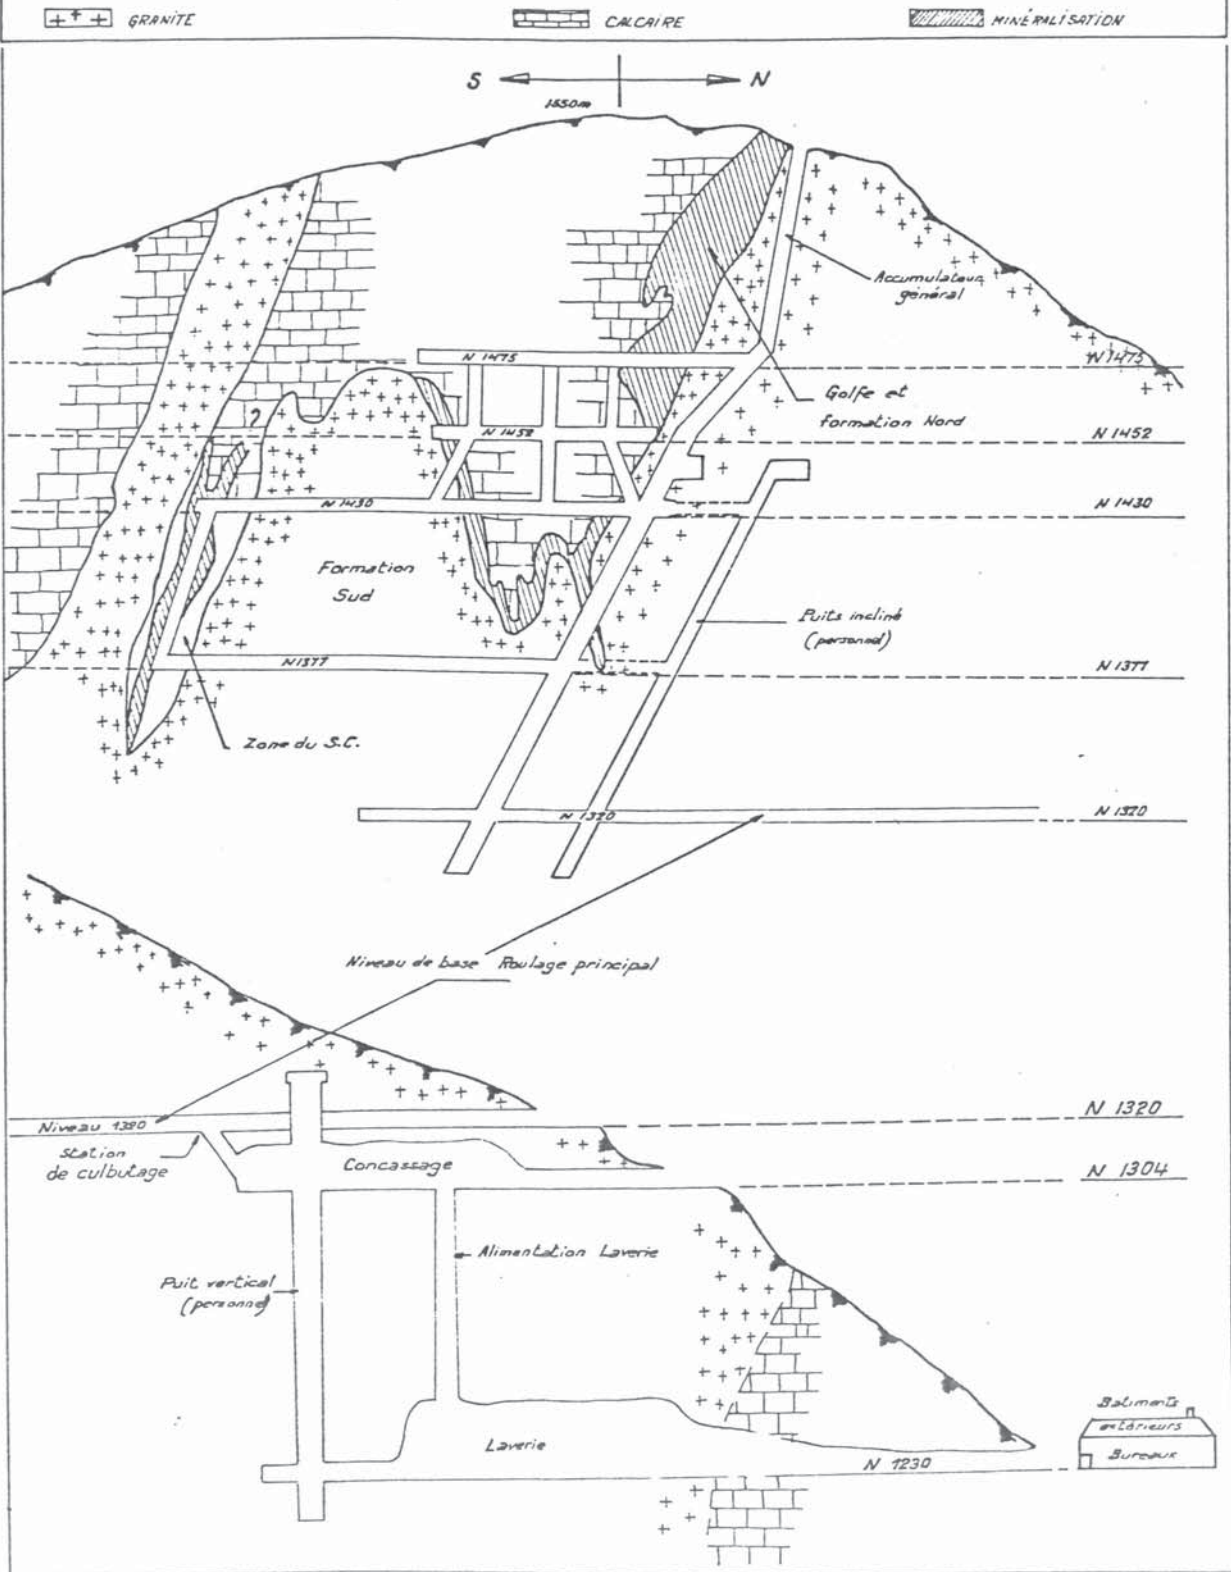 GRANITE
CALCAIRE
MINÉRALISATION
S
N
1550m
Accumulateur
général
N 1475
N 1475
Golfe et
formation Nord
N 1452
N 1452
N 1430
N 1430
?
Formation
Sud
Puits incliné
(personnel)
N 1377
N 1377
Zone du S.C.
N 1320
N 1320
Niveau de base Roulage principal
Niveau 1320
N 1320
Station
de culbutage
Concassage
N 1304
Alimentation Laverie
Puit vertical
(personnel)
Laverie
N 1230
Batiments
extérieurs
Bureaux